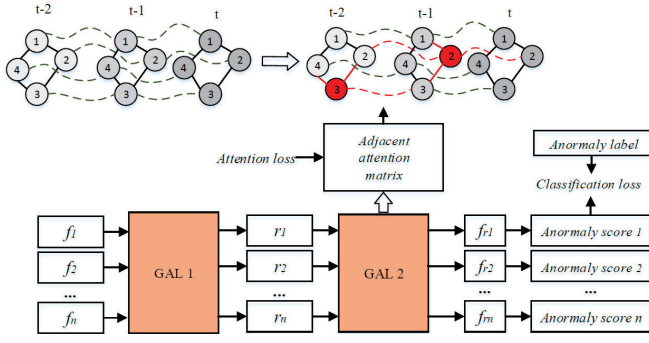 t-2 t-1 t t-2 t-1 t
1 1 1 1 1 1
2 2 2 2 2 2
4 4 4 4 4 4
3 3 3 3 3 3
Attention loss
Adjacent
attention
matrix
Anormaly label
Classification loss
f1 r1 fr1 Anormaly score 1
GAL 1 GAL 2
f2 r2 fr2 Anormaly score 2
... ... ... ...
fn rn frn Anormaly score n